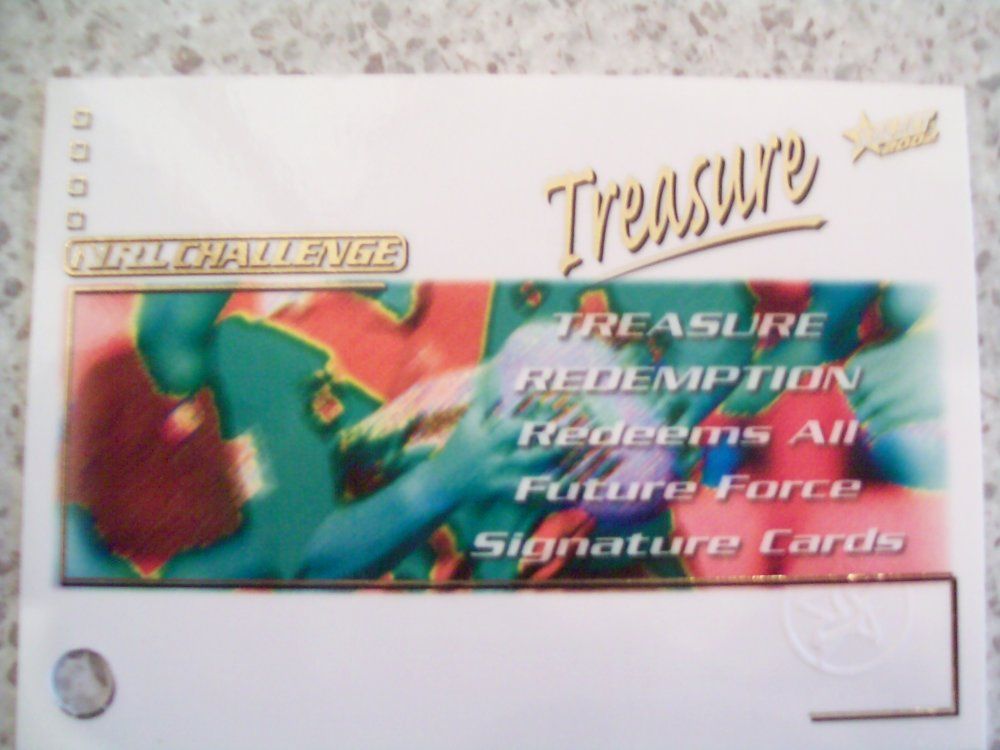 Treasure
NRL CHALLENGE
TREASURE
REDEMPTION
Redeems All
Future Force
Signature Cards